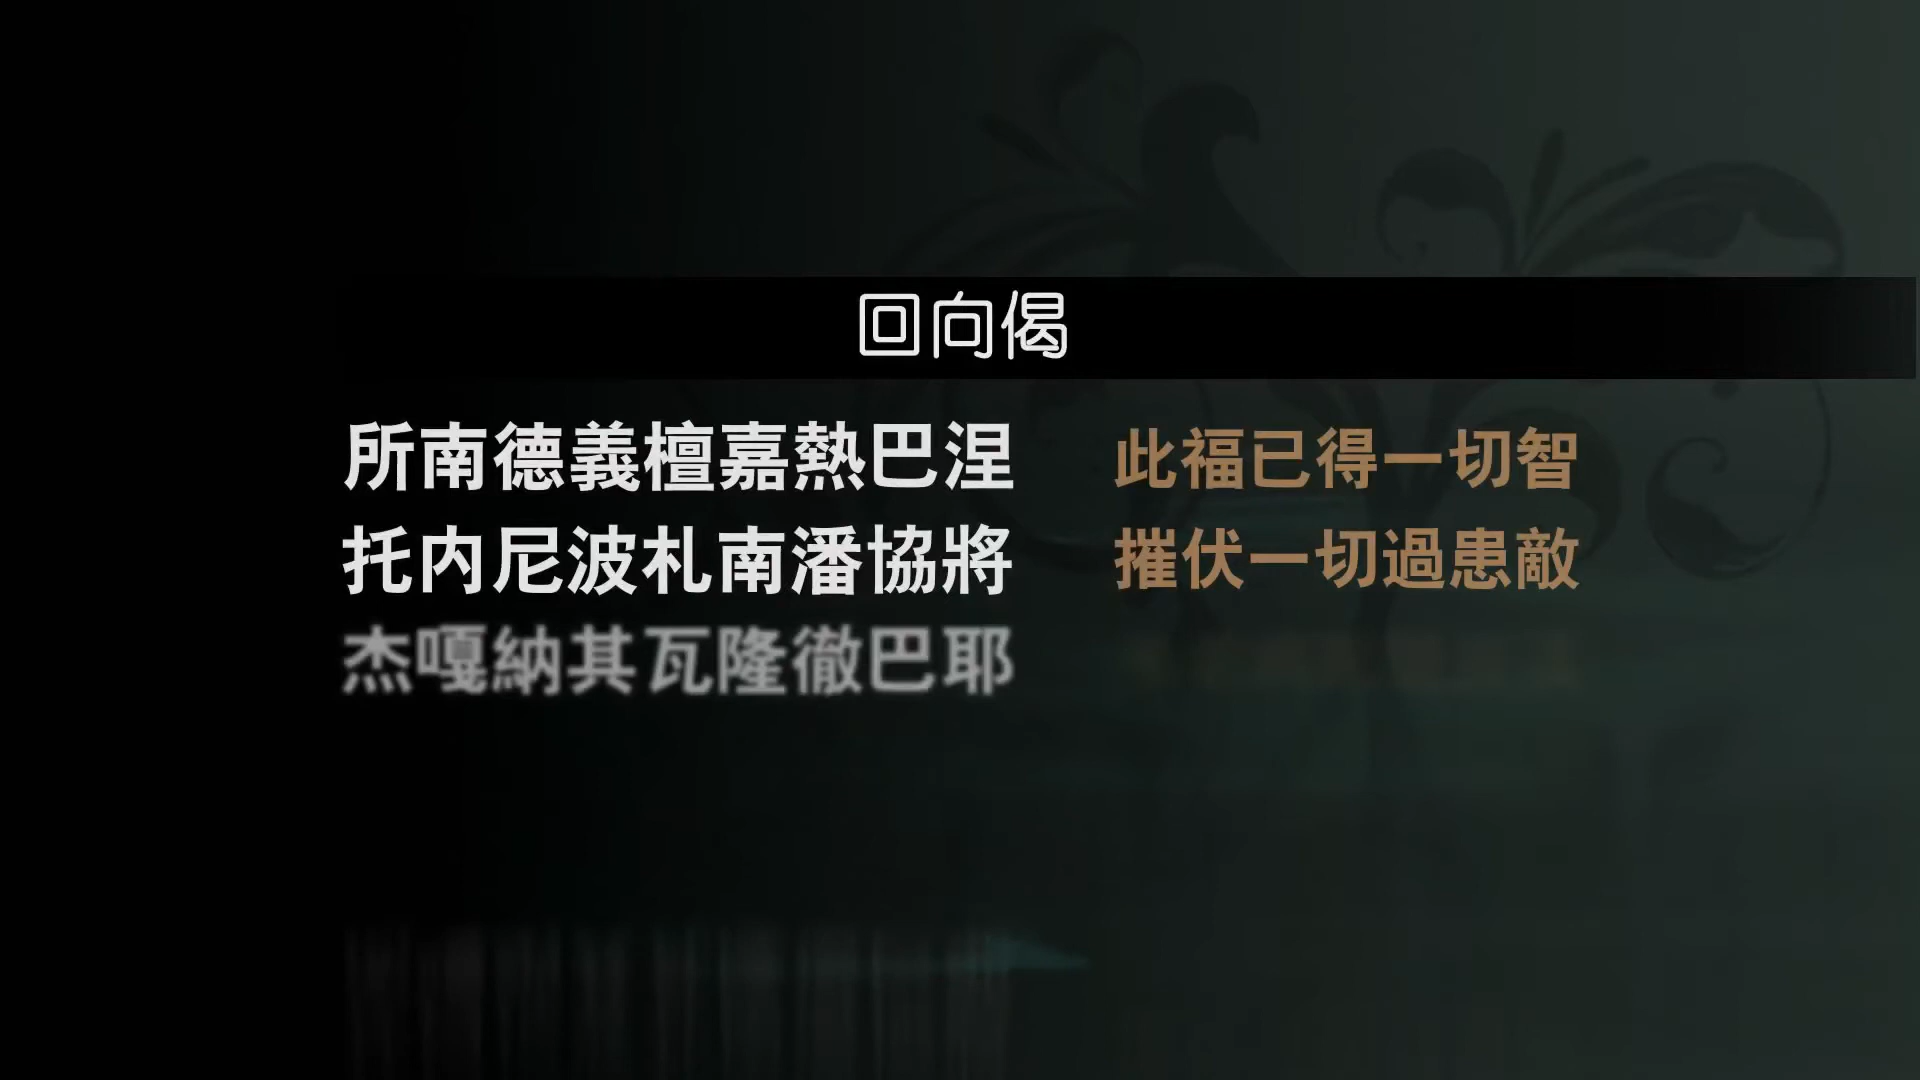 回向偈
所南德義檀嘉熱巴涅 此福已得一切智
托内尼波札南潘協將 摧伏一切過患敵
杰嘎納其瓦隆徹巴耶